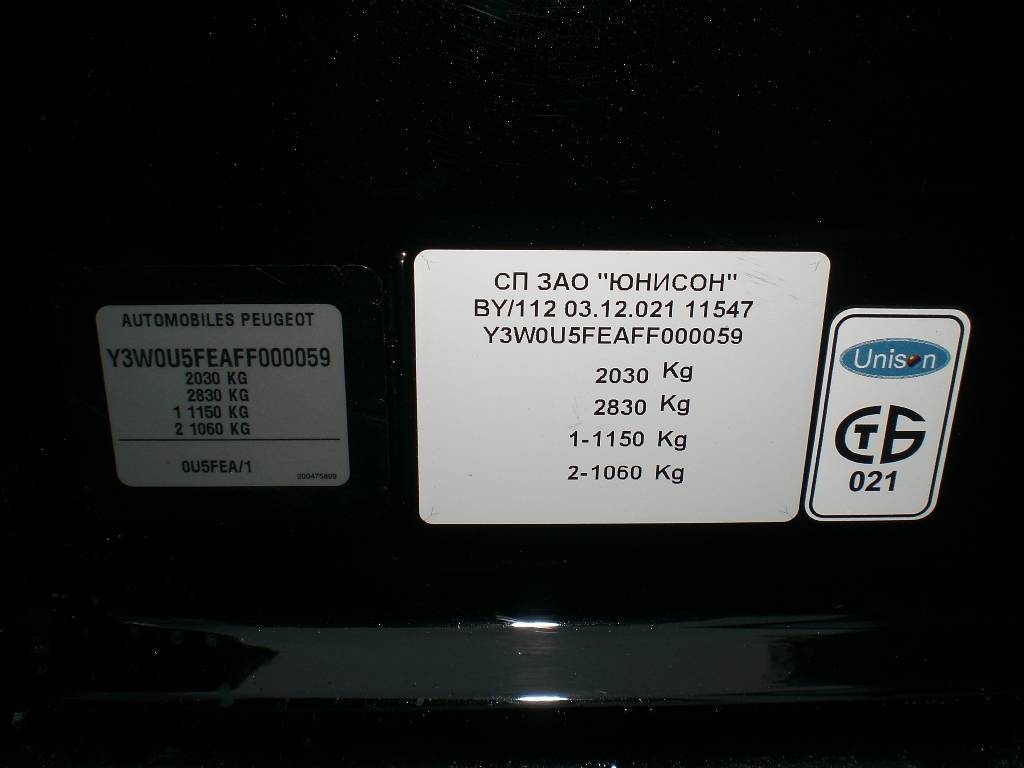 AUTOMOBILES PEUGEOT
Y3W0U5FEAFF000059
2030 KG
2830 KG
1 1150 KG
2 1060 KG
0U5FEA/1
200475899
СП ЗАО "ЮНИСОН"
BY/112 03.12.021 11547
Y3W0U5FEAFF000059
2030 Kg
2830 Kg
1-1150 Kg
2-1060 Kg
Unison
СТБ
021